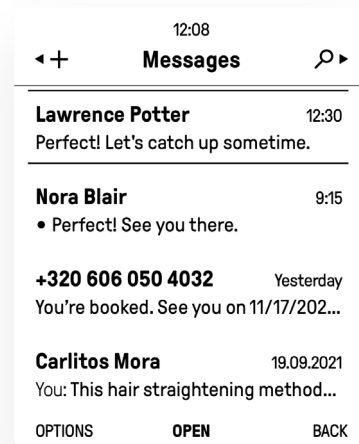 12:08
Messages
Lawrence Potter 12:30
Perfect! Let's catch up sometime.
Nora Blair 9:15
• Perfect! See you there.
+320 606 050 4032 Yesterday
You're booked. See you on 11/17/202...
Carlitos Mora 19.09.2021
You: This hair straightening method...
OPTIONS OPEN BACK